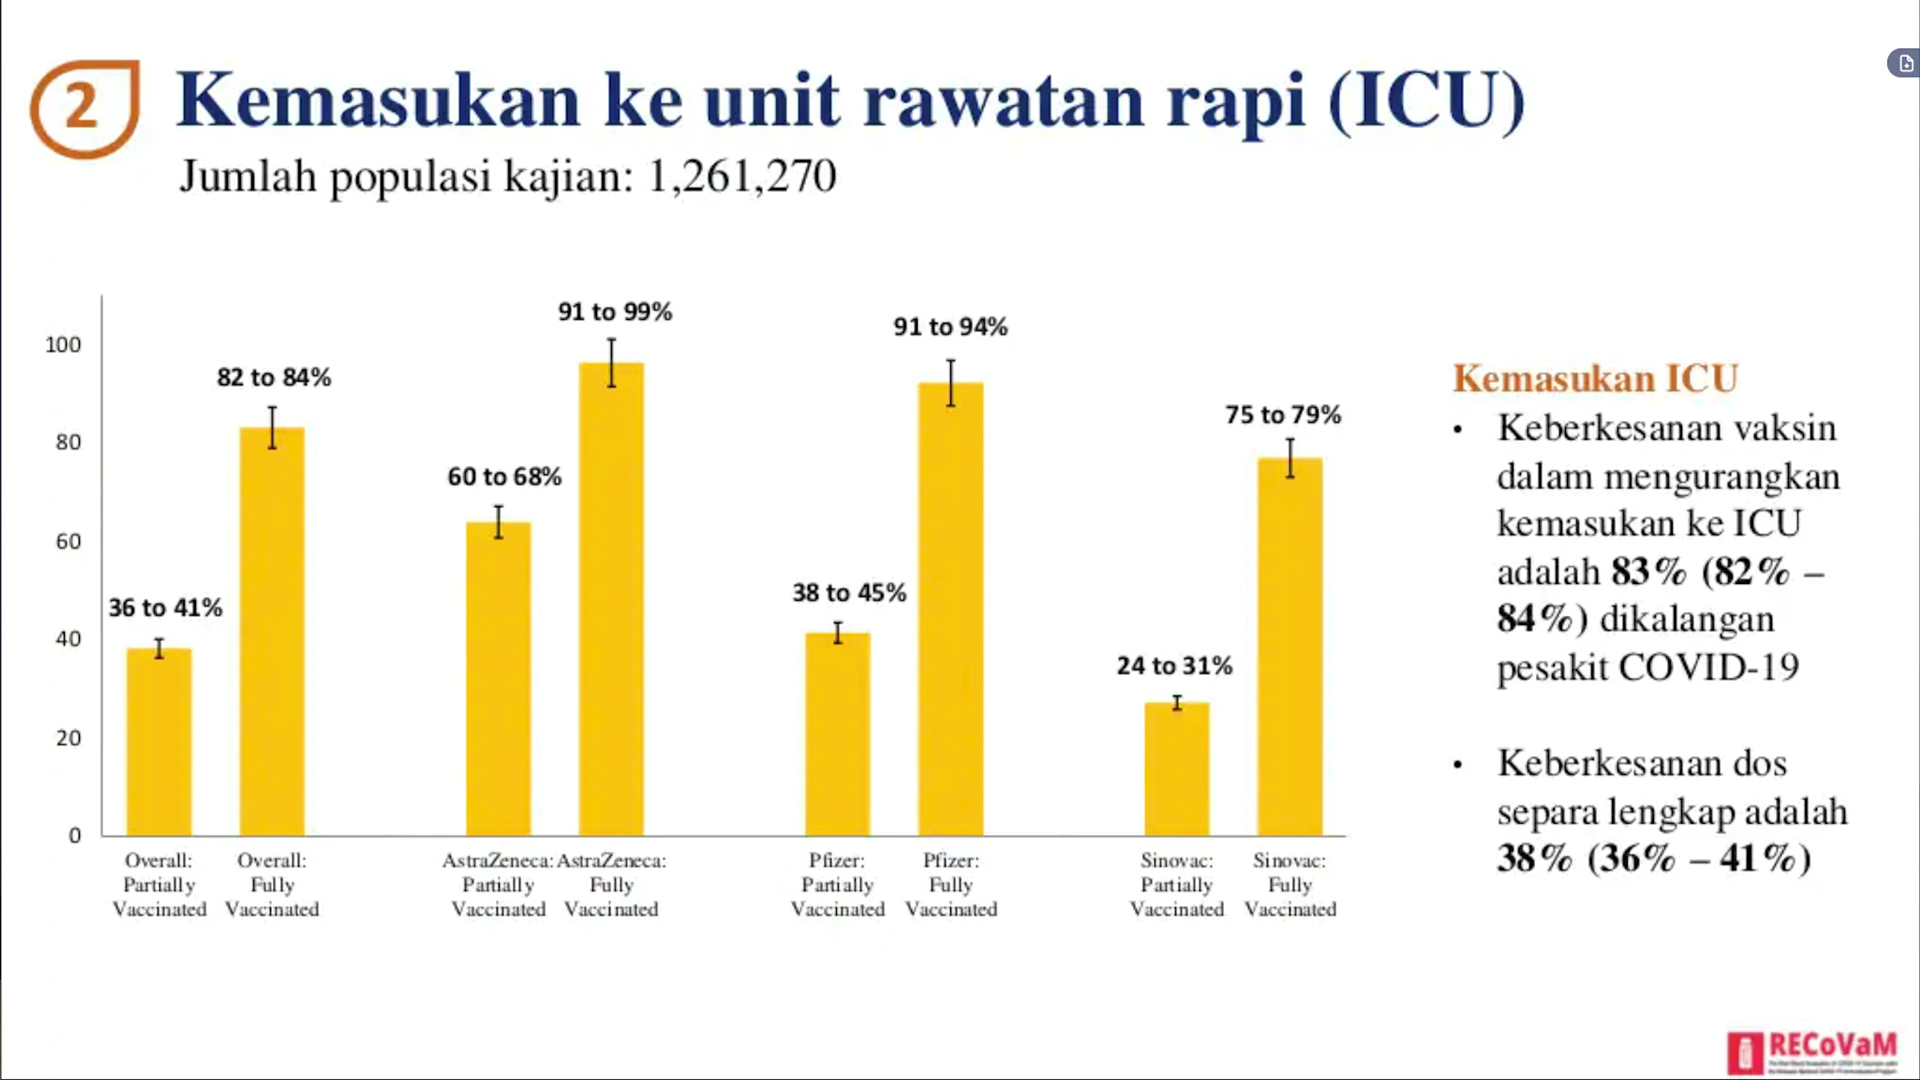 2
Kemasukan ke unit rawatan rapi (ICU)
Jumlah populasi kajian: 1,261,270
100
80
60
40
20
0
36 to 41%
82 to 84%
60 to 68%
91 to 99%
38 to 45%
91 to 94%
24 to 31%
75 to 79%
Overall:
Partially
Vaccinated
Overall:
Fully
Vaccinated
AstraZeneca:
Partially
Vaccinated
AstraZeneca:
Fully
Vaccinated
Pfizer:
Partially
Vaccinated
Pfizer:
Fully
Vaccinated
Sinovac:
Partially
Vaccinated
Sinovac:
Fully
Vaccinated
Kemasukan ICU
• Keberkesanan vaksin
dalam mengurangkan
kemasukan ke ICU
adalah 83% (82% –
84%) dikalangan
pesakit COVID-19
• Keberkesanan dos
separa lengkap adalah
38% (36% – 41%)
RECoVaM